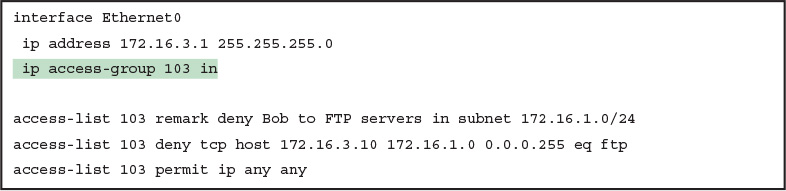 interface Ethernet0
ip address 172.16.3.1 255.255.255.0
ip access-group 103 in
access-list 103 remark deny Bob to FTP servers in subnet 172.16.1.0/24
access-list 103 deny tcp host 172.16.3.10 172.16.1.0 0.0.0.255 eq ftp
access-list 103 permit ip any any